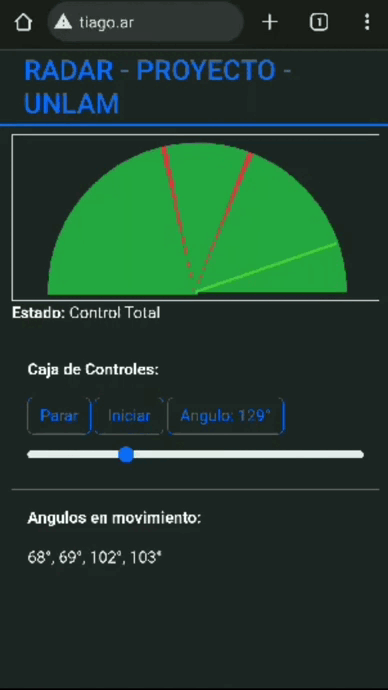 tiago.ar
1
RADAR - PROYECTO -
UNLAM
Estado: Control Total
Caja de Controles:
Parar Iniciar Angulo: 129°
Angulos en movimiento:
68°, 69°, 102°, 103°